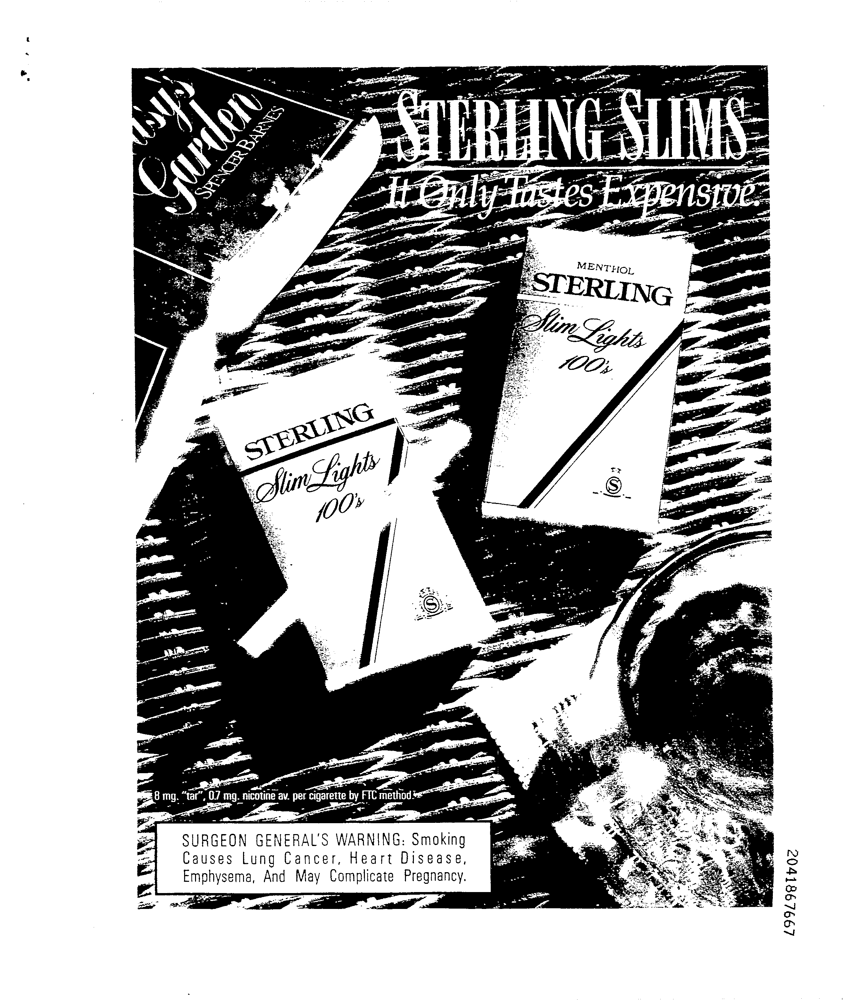 Garden
SPENCER BARNES
STERLING SLIMS
It Only Tastes Expensive.
MENTHOL
STERLING
Slim Lights
100's
S
STERLING
Slim Lights
100's
S
8 mg. "tar", 0.7 mg. nicotine av. per cigarette by FTC method.
SURGEON GENERAL'S WARNING: Smoking
Causes Lung Cancer, Heart Disease,
Emphysema, And May Complicate Pregnancy.
2041867667